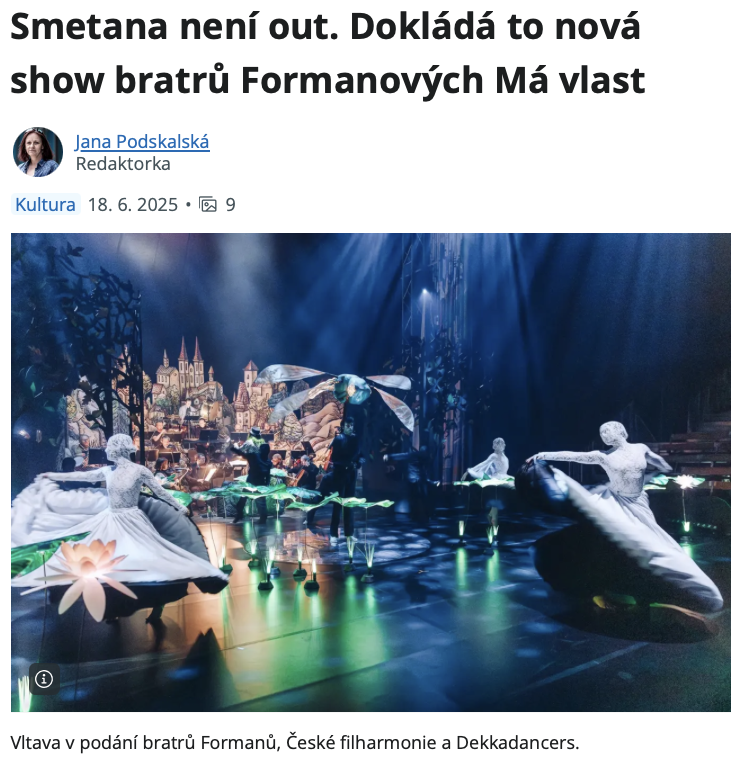 Smetana není out. Dokládá to nová
show bratrů Formanových Má vlast
Jana Podskalská
Redaktorka
Kultura 18. 6. 2025 • 9
Vltava v podání bratrů Formanů, České filharmonie a Dekkadancers.